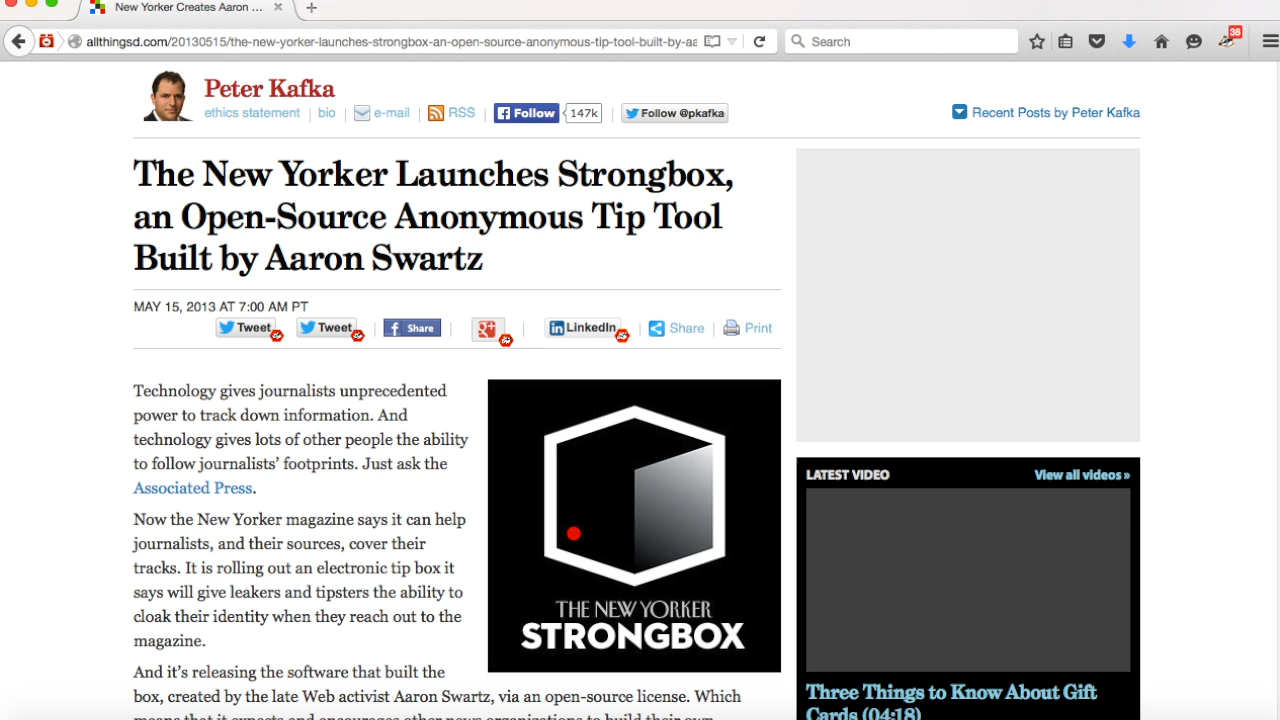 New Yorker Creates Aaron ...
allthingsd.com/20130515/the-new-yorker-launches-strongbox-an-open-source-anonymous-tip-tool-built-by-aa
Search
38
Peter Kafka
ethics statement | bio | e-mail | RSS | Follow 147k | Follow @pkafka
Recent Posts by Peter Kafka
The New Yorker Launches Strongbox,
an Open-Source Anonymous Tip Tool
Built by Aaron Swartz
MAY 15, 2013 AT 7:00 AM PT
Tweet Tweet | Share | | LinkedIn | Share | Print
Technology gives journalists unprecedented
power to track down information. And
technology gives lots of other people the ability
to follow journalists’ footprints. Just ask the
Associated Press.
Now the New Yorker magazine says it can help
journalists, and their sources, cover their
tracks. It is rolling out an electronic tip box it
says will give leakers and tipsters the ability to
cloak their identity when they reach out to the
magazine.
And it’s releasing the software that built the
box, created by the late Web activist Aaron Swartz, via an open-source license. Which
means that it expects and encourages other news organizations to build their own
THE NEW YORKER
STRONGBOX
LATEST VIDEO
View all videos »
Three Things to Know About Gift
Cards (04:18)